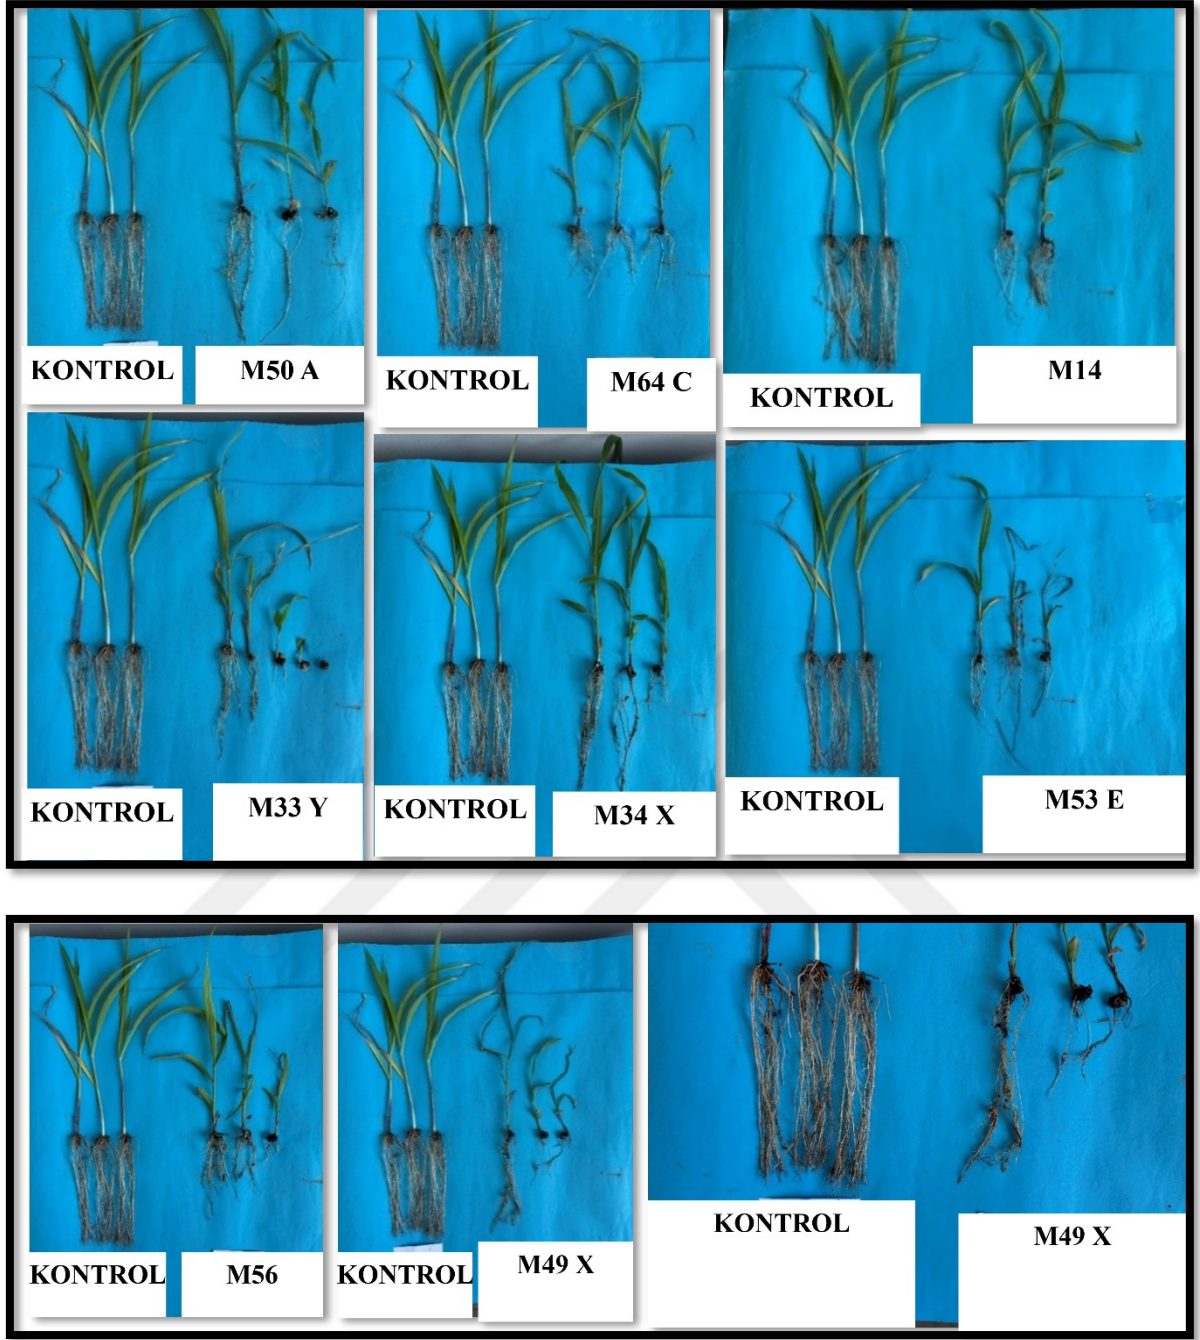 KONTROL
M50 A
KONTROL
M64 C
KONTROL
M14
KONTROL
M33 Y
KONTROL
M34 X
KONTROL
M53 E
KONTROL
M56
KONTROL
M49 X
KONTROL
M49 X